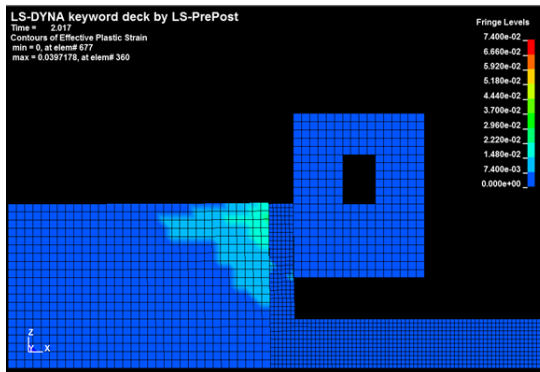 LS-DYNA keyword deck by LS-PrePost
Time = 2.017
Contours of Effective Plastic Strain
min = 0, at elem# 677
max = 0.0397178, at elem# 360
Fringe Levels
7.400e-02
6.660e-02
5.920e-02
5.180e-02
4.440e-02
3.700e-02
2.960e-02
2.220e-02
1.480e-02
7.400e-03
0.000e+00
Z
Y X